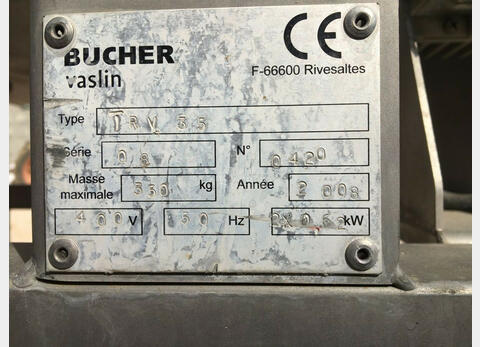 BUCHER
vaslin
CE
F-66600 Rivesaltes
Type TRV 35
Série 08 N° 0420
Masse maximale 330 kg Année 2008
400 V 50 Hz kW